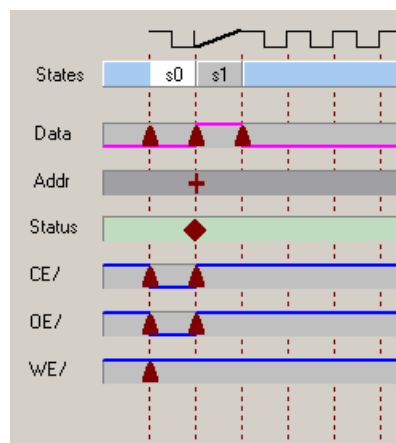 States s0 s1
Data
Addr
Status
CE/
OE/
WE/